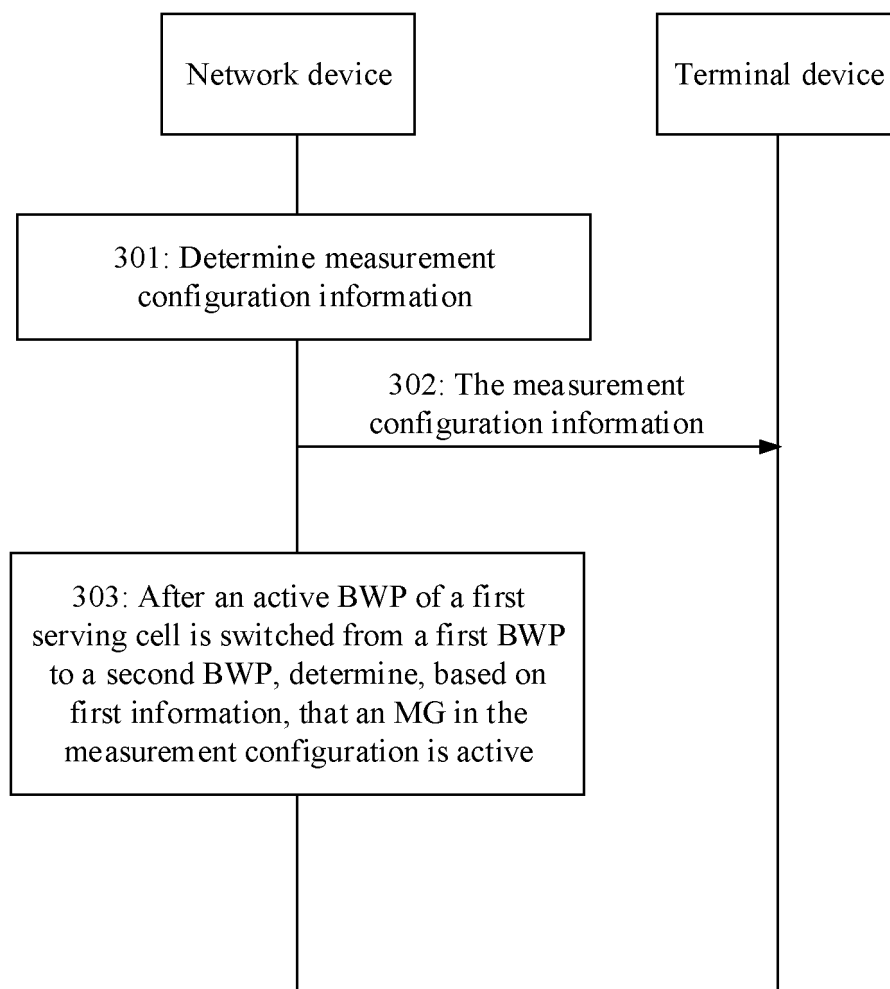 Network device
Terminal device
301: Determine measurement
configuration information
302: The measurement
configuration information
303: After an active BWP of a first
serving cell is switched from a first BWP
to a second BWP, determine, based on
first information, that an MG in the
measurement configuration is active